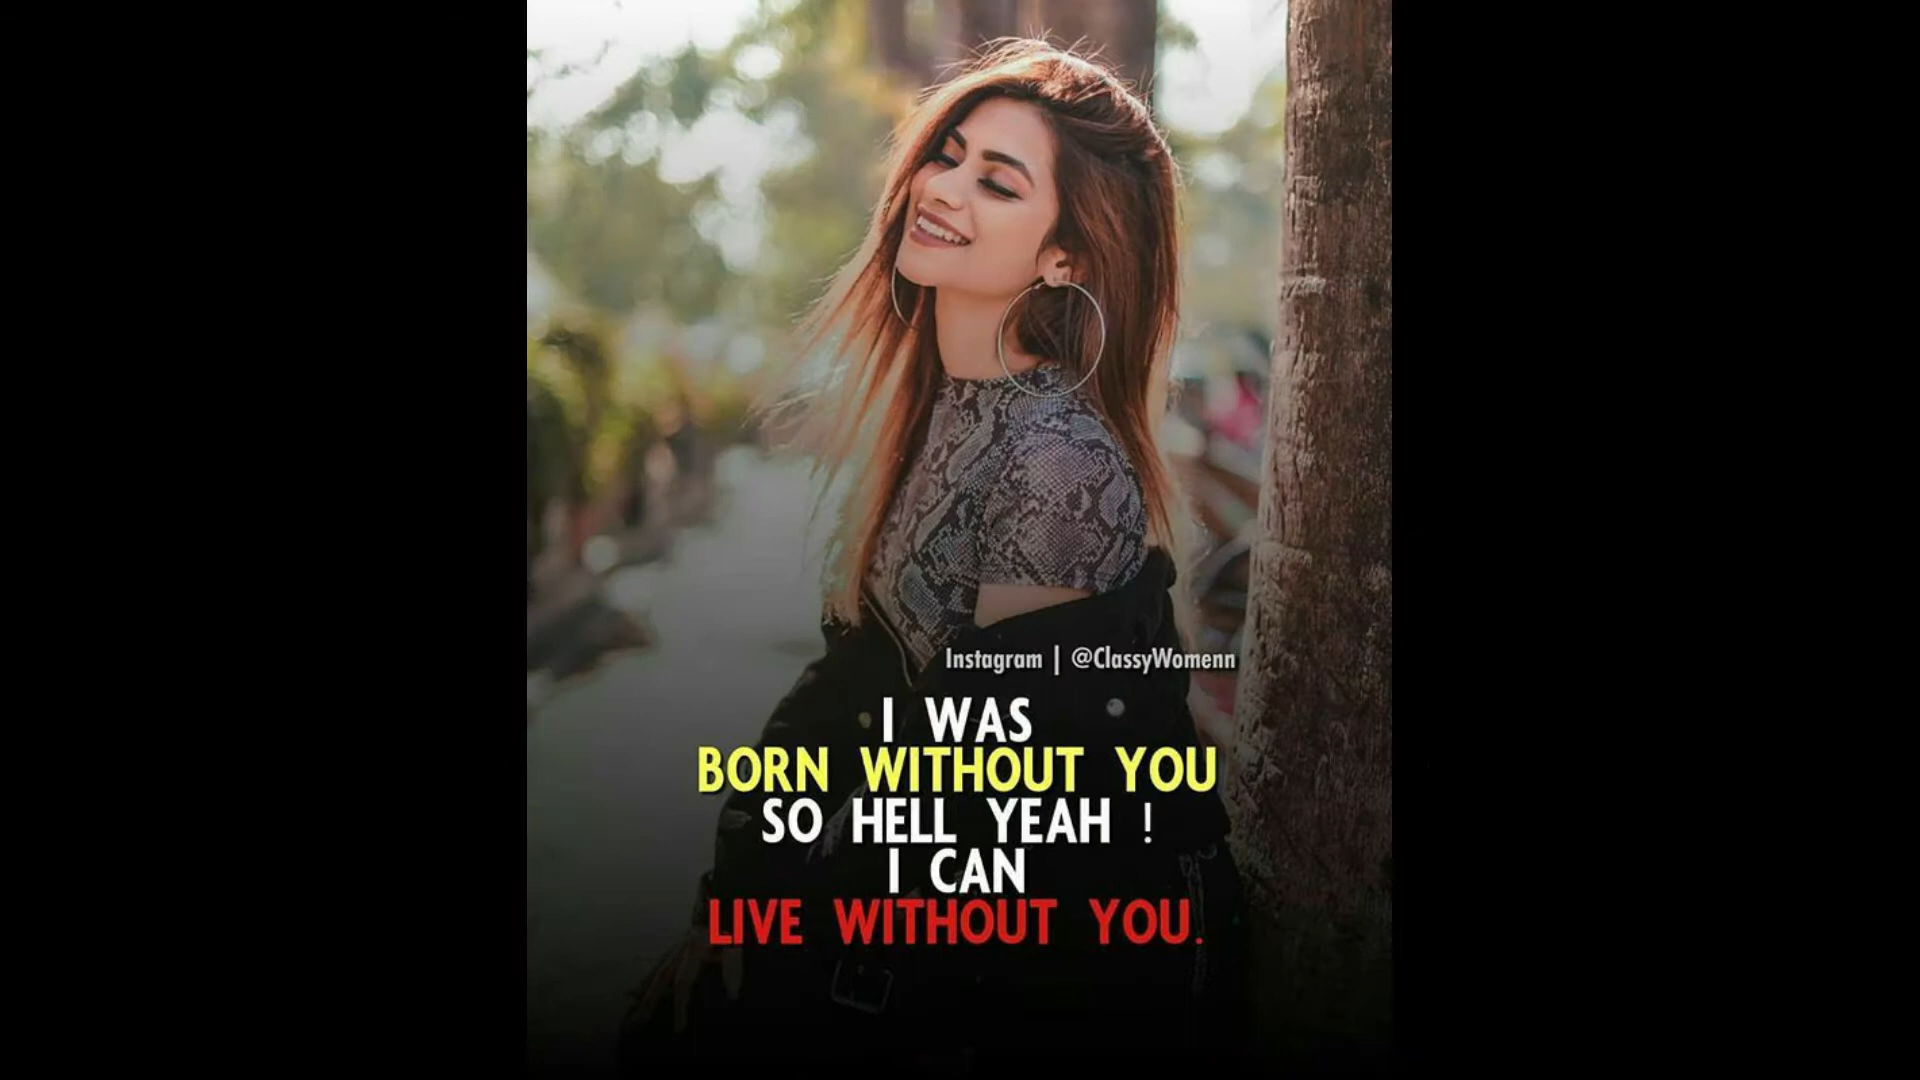 Instagram | @ClassyWomenn
I WAS
BORN WITHOUT YOU
SO HELL YEAH !
I CAN
LIVE WITHOUT YOU.